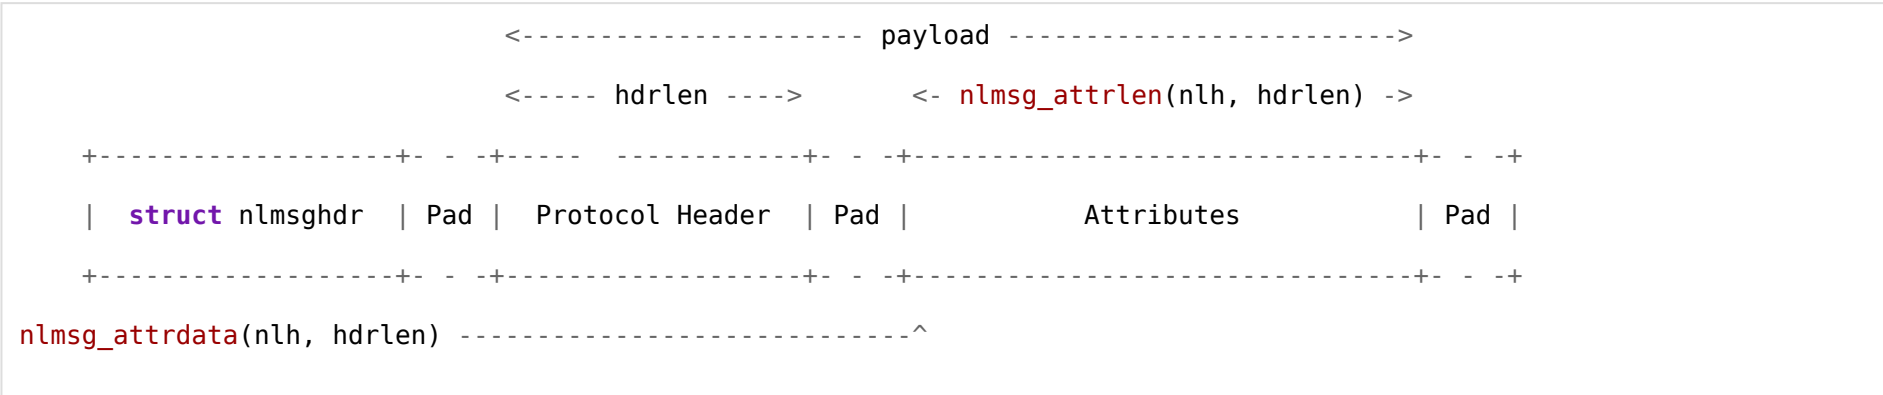 <---------------------- payload ------------------------->
                               <----- hdrlen ---->       <- nlmsg_attrlen(nlh, hdrlen) ->
    +-------------------+- - -+-----  ------------+- - -+--------------------------------+- - -+
    |  struct nlmsghdr  | Pad |  Protocol Header  | Pad |           Attributes           | Pad |
    +-------------------+- - -+-------------------+- - -+--------------------------------+- - -+
nlmsg_attrdata(nlh, hdrlen) -----------------------------^